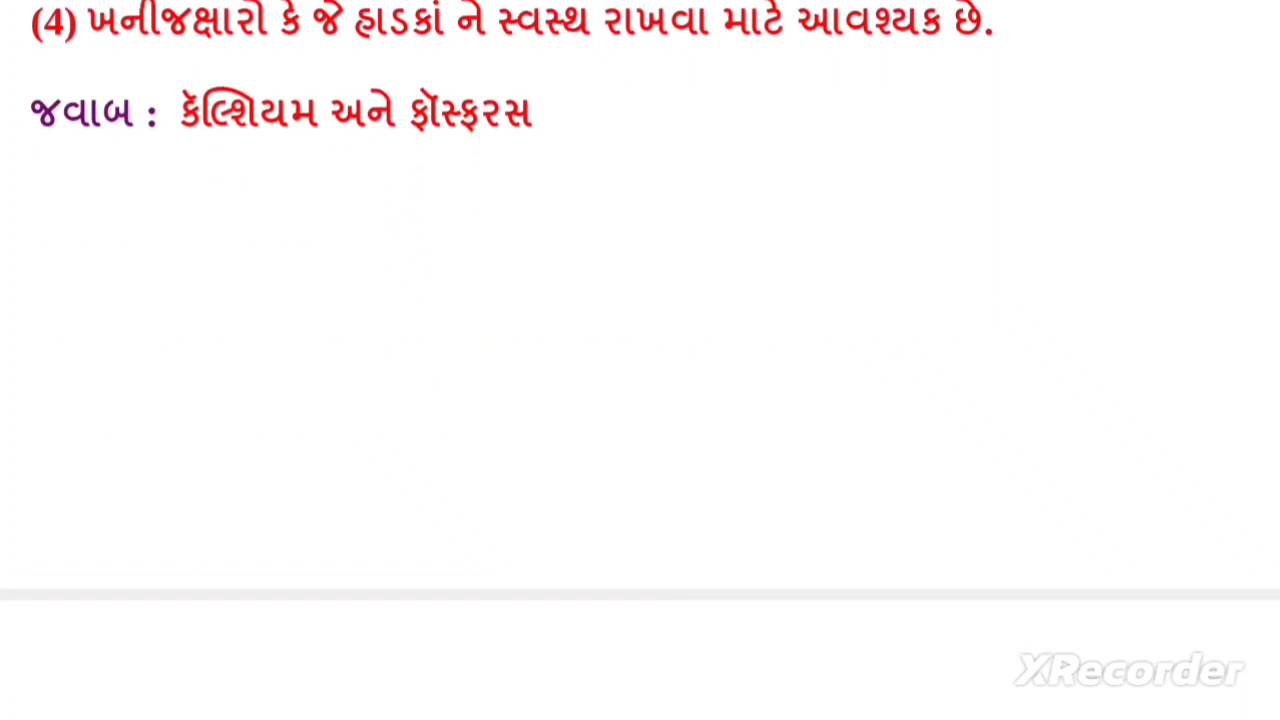 (4) ખનીજક્ષારો કે જે હાડકાં ને સ્વસ્થ રાખવા માટે આવશ્યક છે.
જવાબ : કૅલ્શિયમ અને ફૉસ્ફરસ
XRecorder